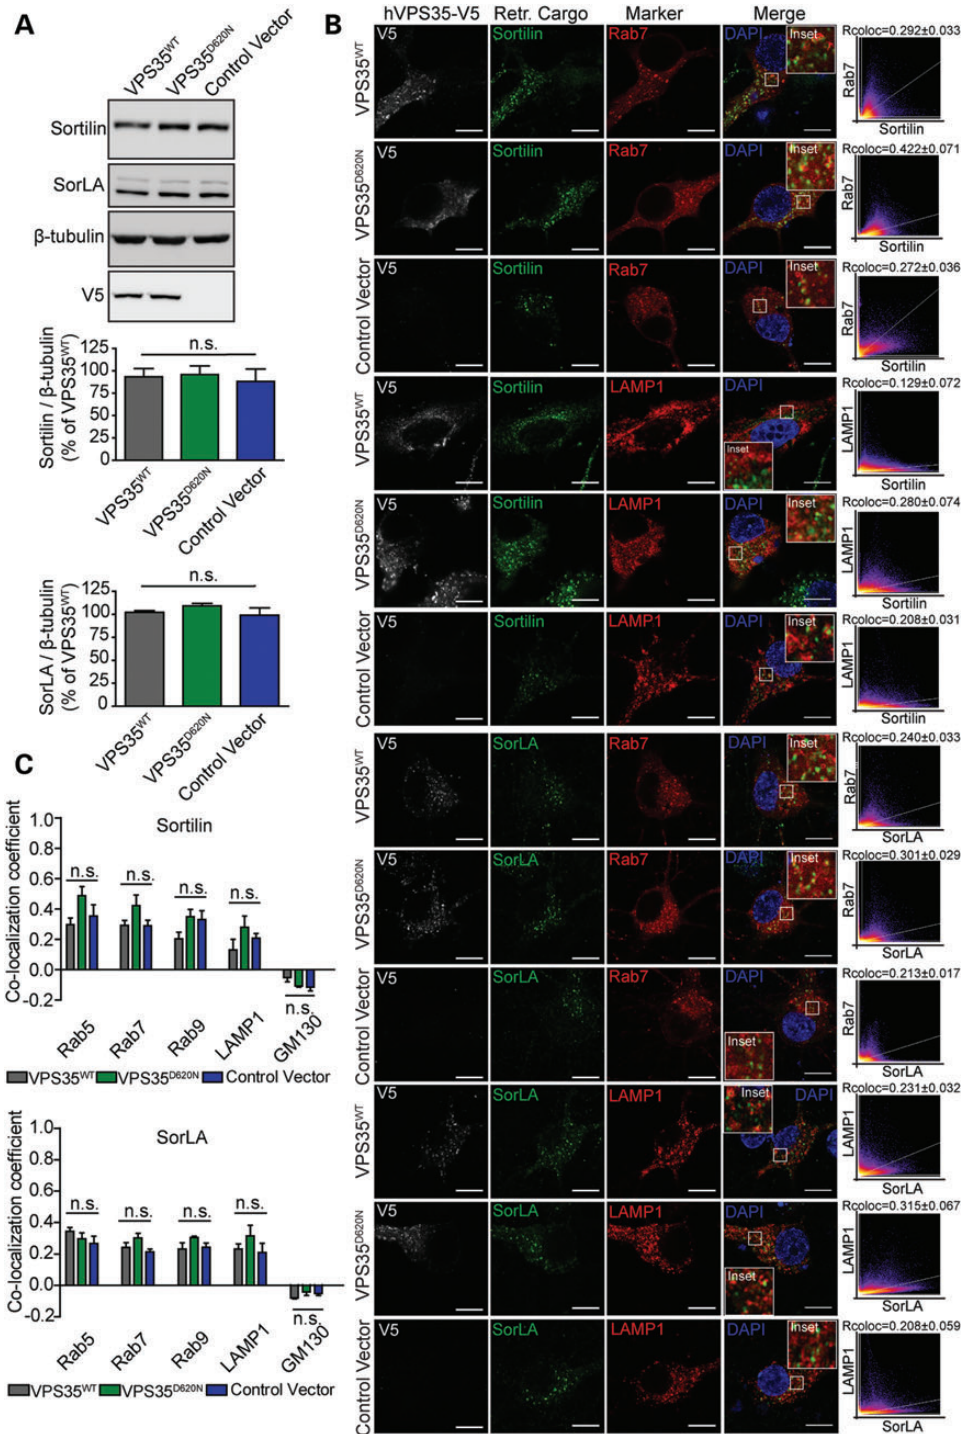 A
VPS35WT
VPS35D620N
Control Vector
Sortilin
SorLA
β-tubulin
V5
Sortilin / β-tubulin
(% of VPS35WT)
125
100
75
50
25
0
n.s.
VPS35WT
VPS35D620N
Control Vector
SorLA / β-tubulin
(% of VPS35WT)
125
100
75
50
25
0
n.s.
VPS35WT
VPS35D620N
Control Vector
B
hVPS35-V5 Retr. Cargo Marker Merge
VPS35WT
V5 Sortilin Rab7 DAPI Inset
Rcoloc=0.292±0.033
Rab7
Sortilin
VPS35D620N
V5 Sortilin Rab7 DAPI Inset
Rcoloc=0.422±0.071
Rab7
Sortilin
Control Vector
V5 Sortilin Rab7 DAPI Inset
Rcoloc=0.272±0.036
Rab7
Sortilin
VPS35WT
V5 Sortilin LAMP1 DAPI Inset
Rcoloc=0.129±0.072
LAMP1
Sortilin
VPS35D620N
V5 Sortilin LAMP1 DAPI Inset
Rcoloc=0.280±0.074
LAMP1
Sortilin
Control Vector
V5 Sortilin LAMP1 DAPI Inset
Rcoloc=0.208±0.031
LAMP1
Sortilin
VPS35WT
V5 SorLA Rab7 DAPI Inset
Rcoloc=0.240±0.033
Rab7
SorLA
VPS35D620N
V5 SorLA Rab7 DAPI Inset
Rcoloc=0.301±0.029
Rab7
SorLA
Control Vector
V5 SorLA Rab7 DAPI Inset
Rcoloc=0.213±0.017
Rab7
SorLA
VPS35WT
V5 SorLA LAMP1 Inset DAPI
Rcoloc=0.231±0.032
LAMP1
SorLA
VPS35D620N
V5 SorLA LAMP1 DAPI Inset
Rcoloc=0.315±0.067
LAMP1
SorLA
Control Vector
V5 SorLA LAMP1 DAPI Inset
Rcoloc=0.208±0.059
LAMP1
SorLA
C
Sortilin
Co-localization coefficient
1.0
0.8
0.6
0.4
0.2
0.0
-0.2
n.s. n.s. n.s. n.s. n.s.
Rab5 Rab7 Rab9 LAMP1 GM130
VPS35WT VPS35D620N Control Vector
SorLA
Co-localization coefficient
1.0
0.8
0.6
0.4
0.2
0.0
-0.2
n.s. n.s. n.s. n.s. n.s.
Rab5 Rab7 Rab9 LAMP1 GM130
VPS35WT VPS35D620N Control Vector